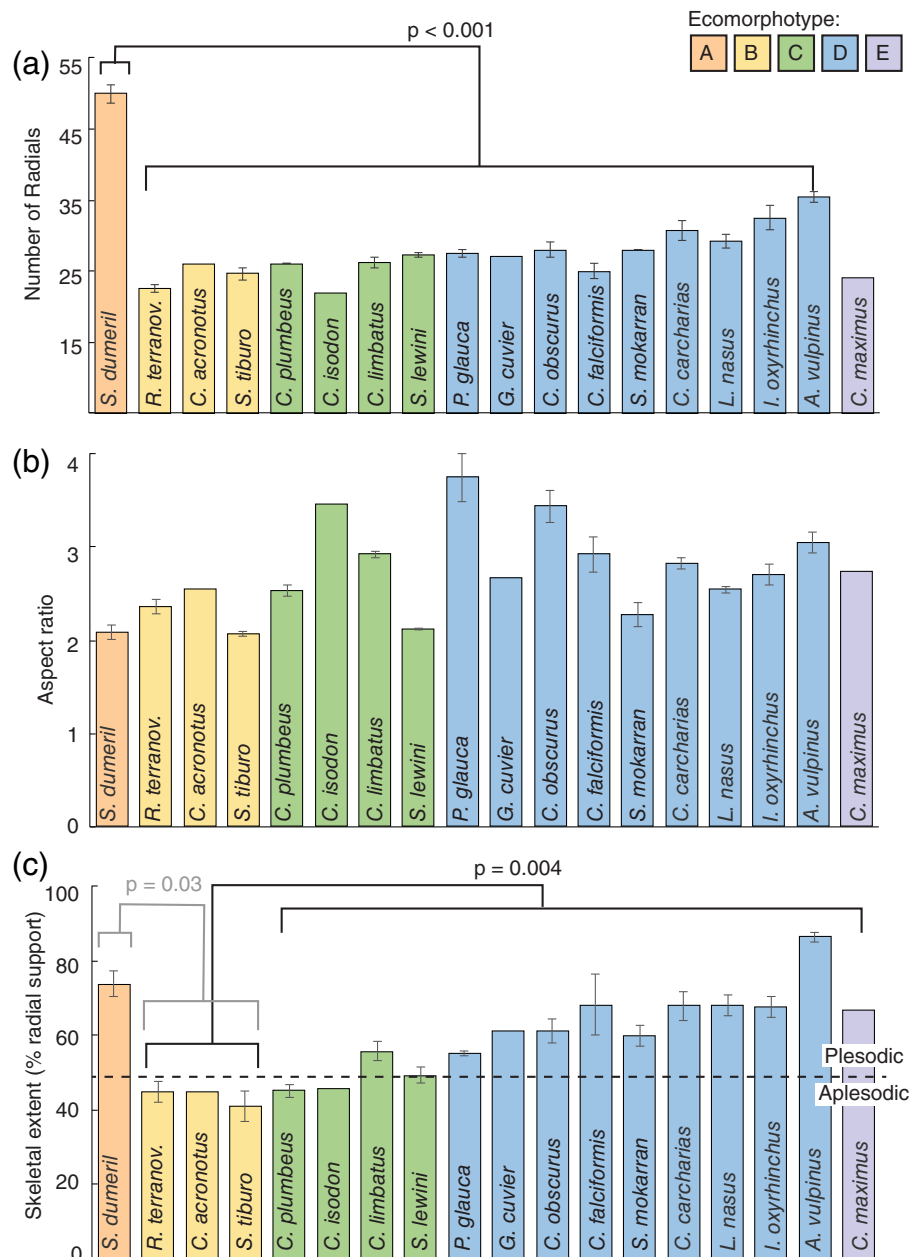 Ecomorphotype:
A B C D E
(a)
p < 0.001
Number of Radials
55
45
35
25
15
S. dumeril
R. terranov.
C. acronotus
S. tiburo
C. plumbeus
C. isodon
C. limbatus
S. lewini
P. glauca
G. cuvier
C. obscurus
C. falciformis
S. mokarran
C. carcharias
L. nasus
I. oxyrhinchus
A. vulpinus
C. maximus
(b)
Aspect ratio
4
3
2
1
0
S. dumeril
R. terranov.
C. acronotus
S. tiburo
C. plumbeus
C. isodon
C. limbatus
S. lewini
P. glauca
G. cuvier
C. obscurus
C. falciformis
S. mokarran
C. carcharias
L. nasus
I. oxyrhinchus
A. vulpinus
C. maximus
(c)
p = 0.03
p = 0.004
Skeletal extent (% radial support)
100
80
60
40
20
0
Plesodic
Aplesodic
S. dumeril
R. terranov.
C. acronotus
S. tiburo
C. plumbeus
C. isodon
C. limbatus
S. lewini
P. glauca
G. cuvier
C. obscurus
C. falciformis
S. mokarran
C. carcharias
L. nasus
I. oxyrhinchus
A. vulpinus
C. maximus